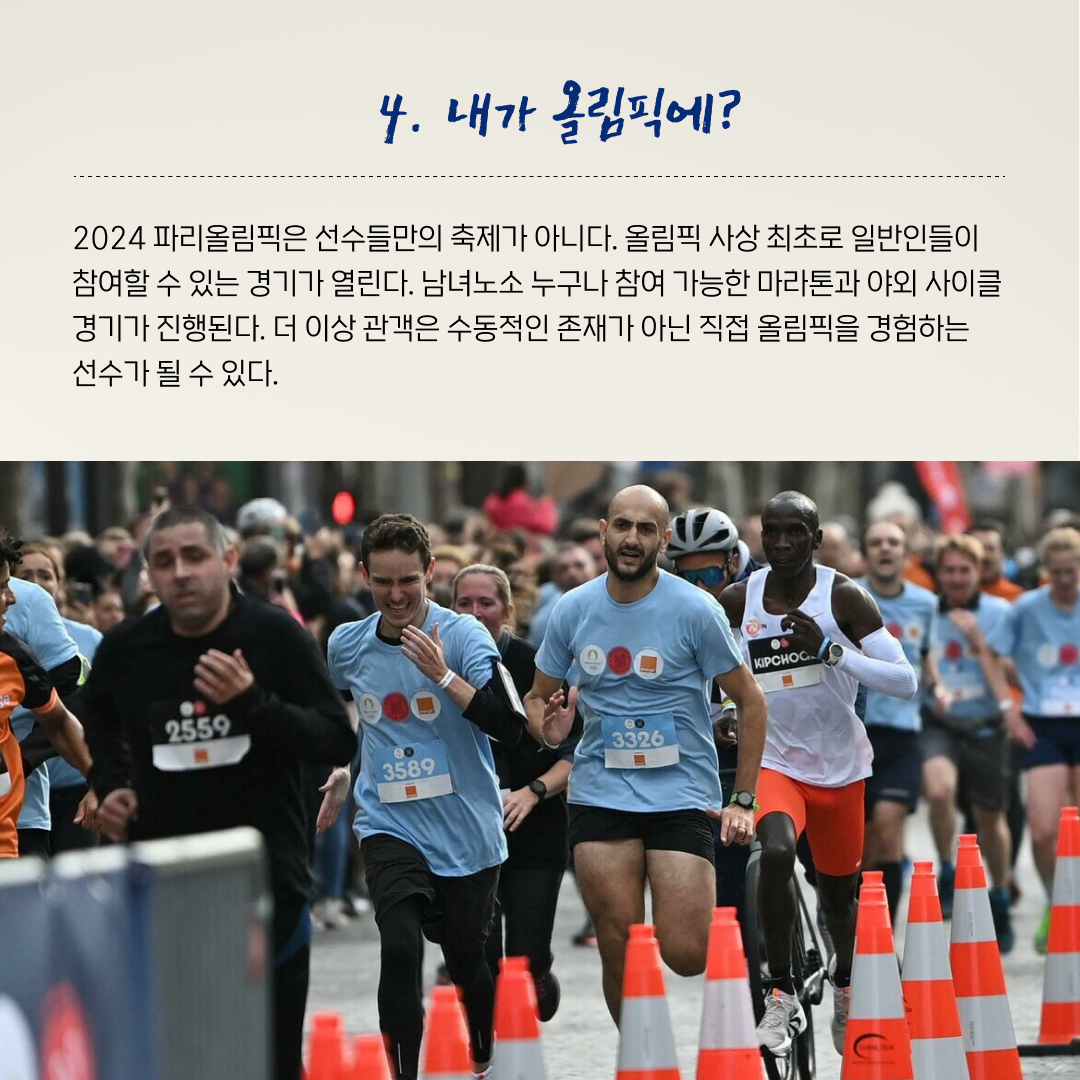 4. 내가 올림픽에?
2024 파리올림픽은 선수들만의 축제가 아니다. 올림픽 사상 최초로 일반인들이
참여할 수 있는 경기가 열린다. 남녀노소 누구나 참여 가능한 마라톤과 야외 사이클
경기가 진행된다. 더 이상 관객은 수동적인 존재가 아닌 직접 올림픽을 경험하는
선수가 될 수 있다.
KIPCHOG
2559
3326
3589